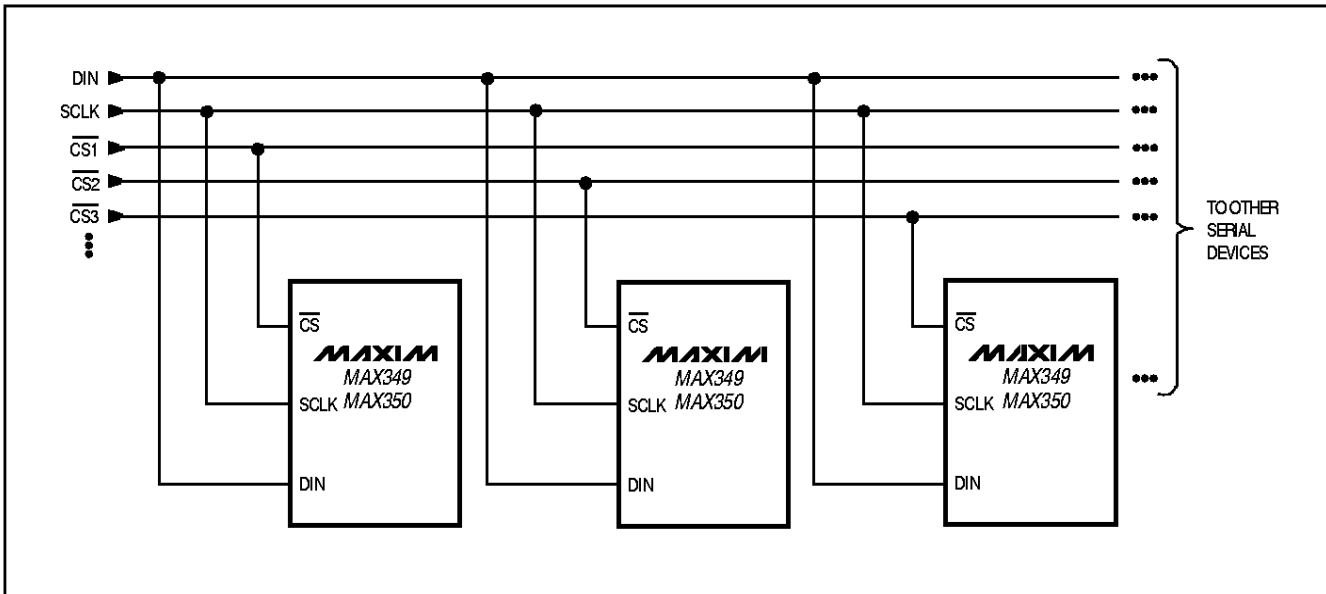 DIN
SCLK
CS1
CS2
CS3
TO OTHER
SERIAL
DEVICES
CS
MAXIM
MAX349
SCLK MAX350
DIN
CS
MAXIM
MAX349
SCLK MAX350
DIN
CS
MAXIM
MAX349
SCLK MAX350
DIN